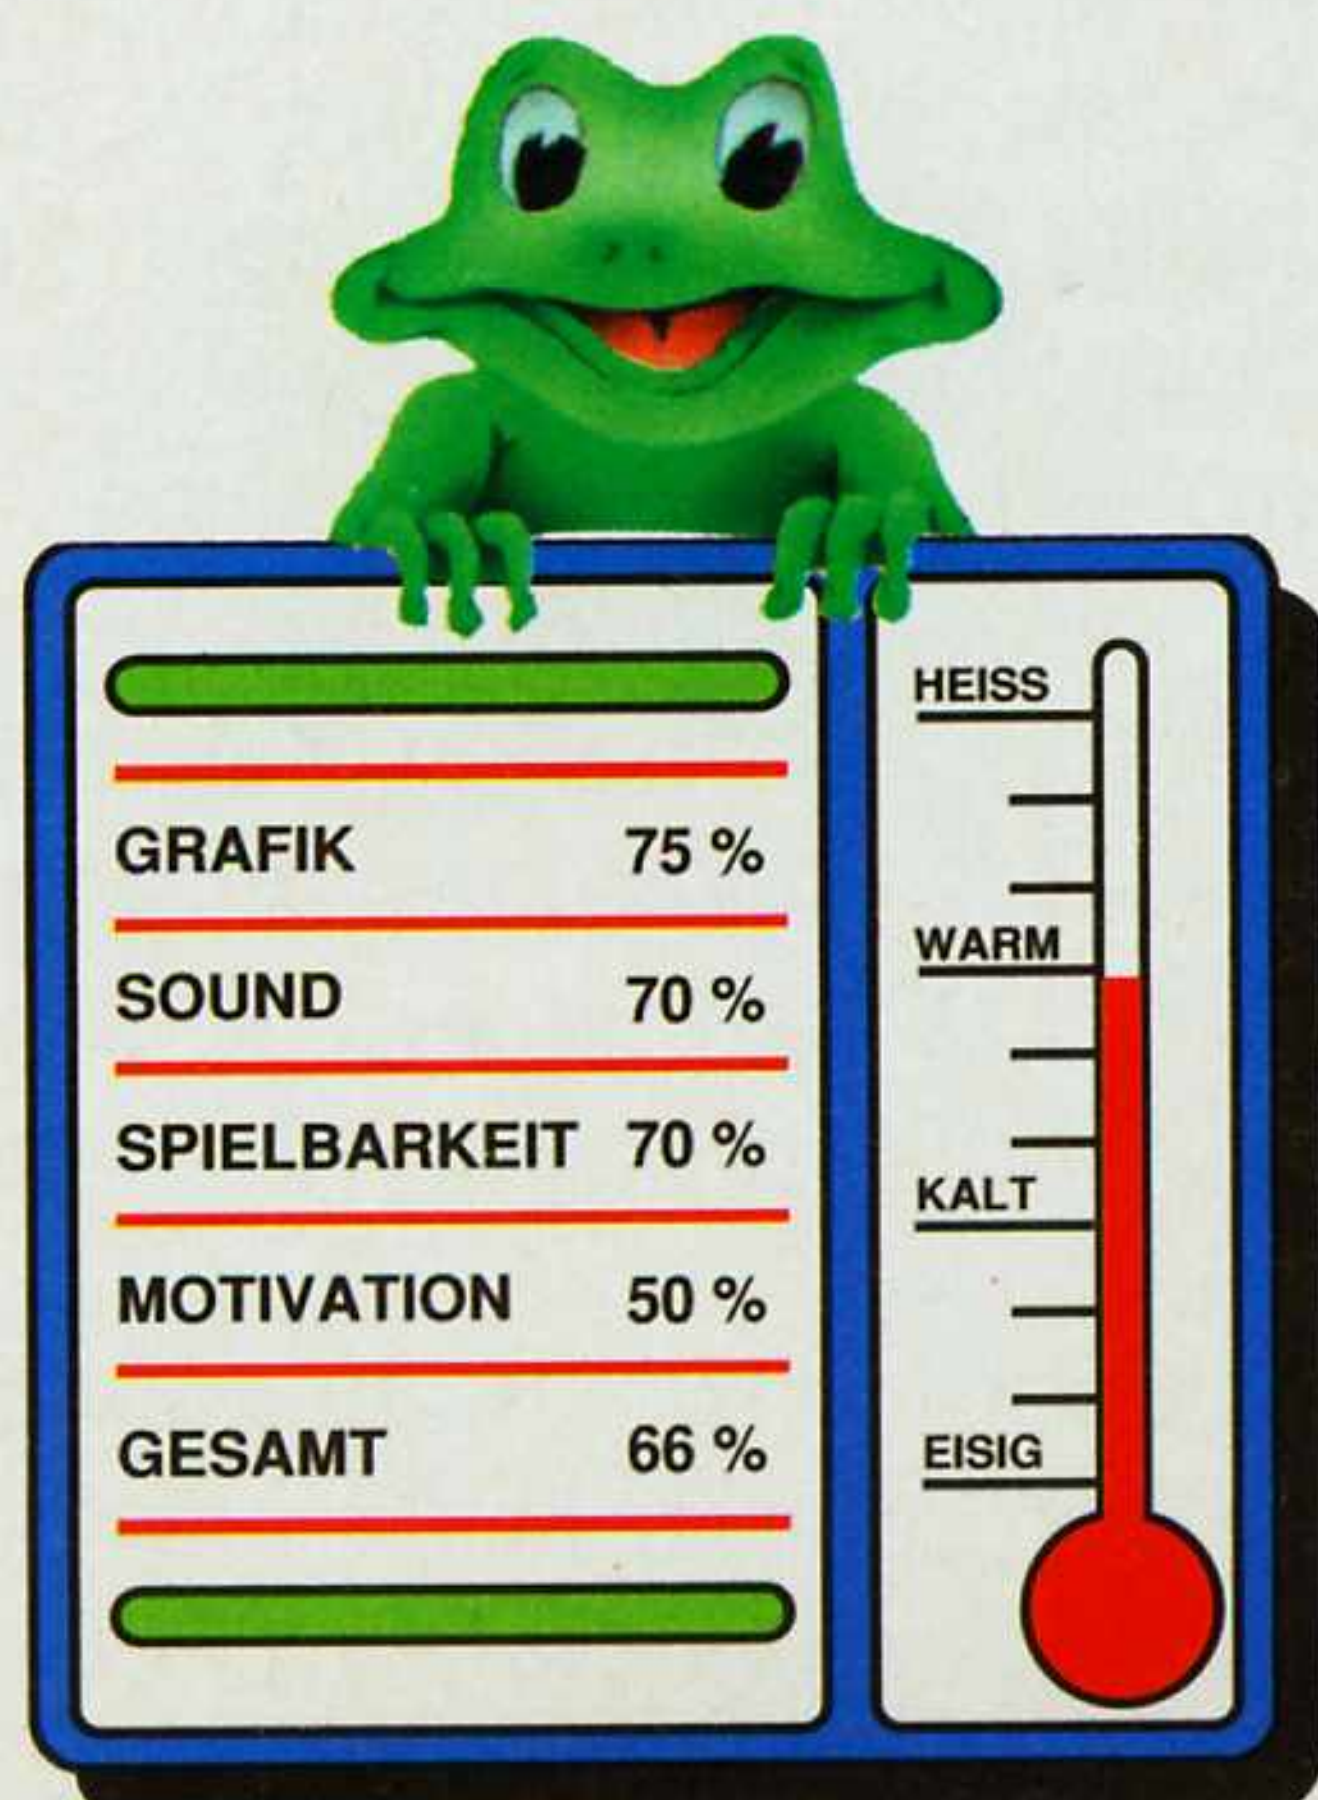 GRAFIK 75 %
SOUND 70 %
SPIELBARKEIT 70 %
MOTIVATION 50 %
GESAMT 66 %
HEISS
WARM
KALT
EISIG